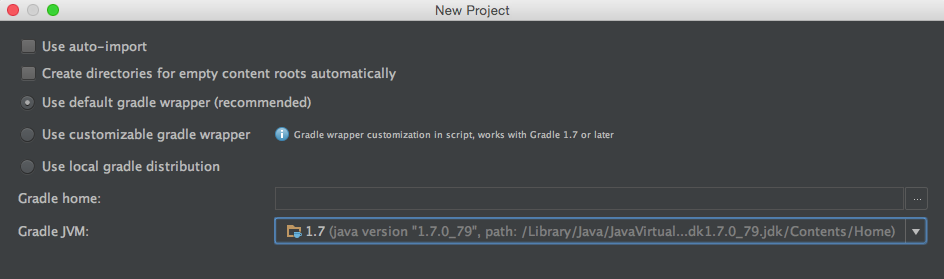 New Project
Use auto-import
Create directories for empty content roots automatically
Use default gradle wrapper (recommended)
Use customizable gradle wrapper Gradle wrapper customization in script, works with Gradle 1.7 or later
Use local gradle distribution
Gradle home: ...
Gradle JVM: 1.7 (java version "1.7.0_79", path: /Library/Java/JavaVirtual...dk1.7.0_79.jdk/Contents/Home)